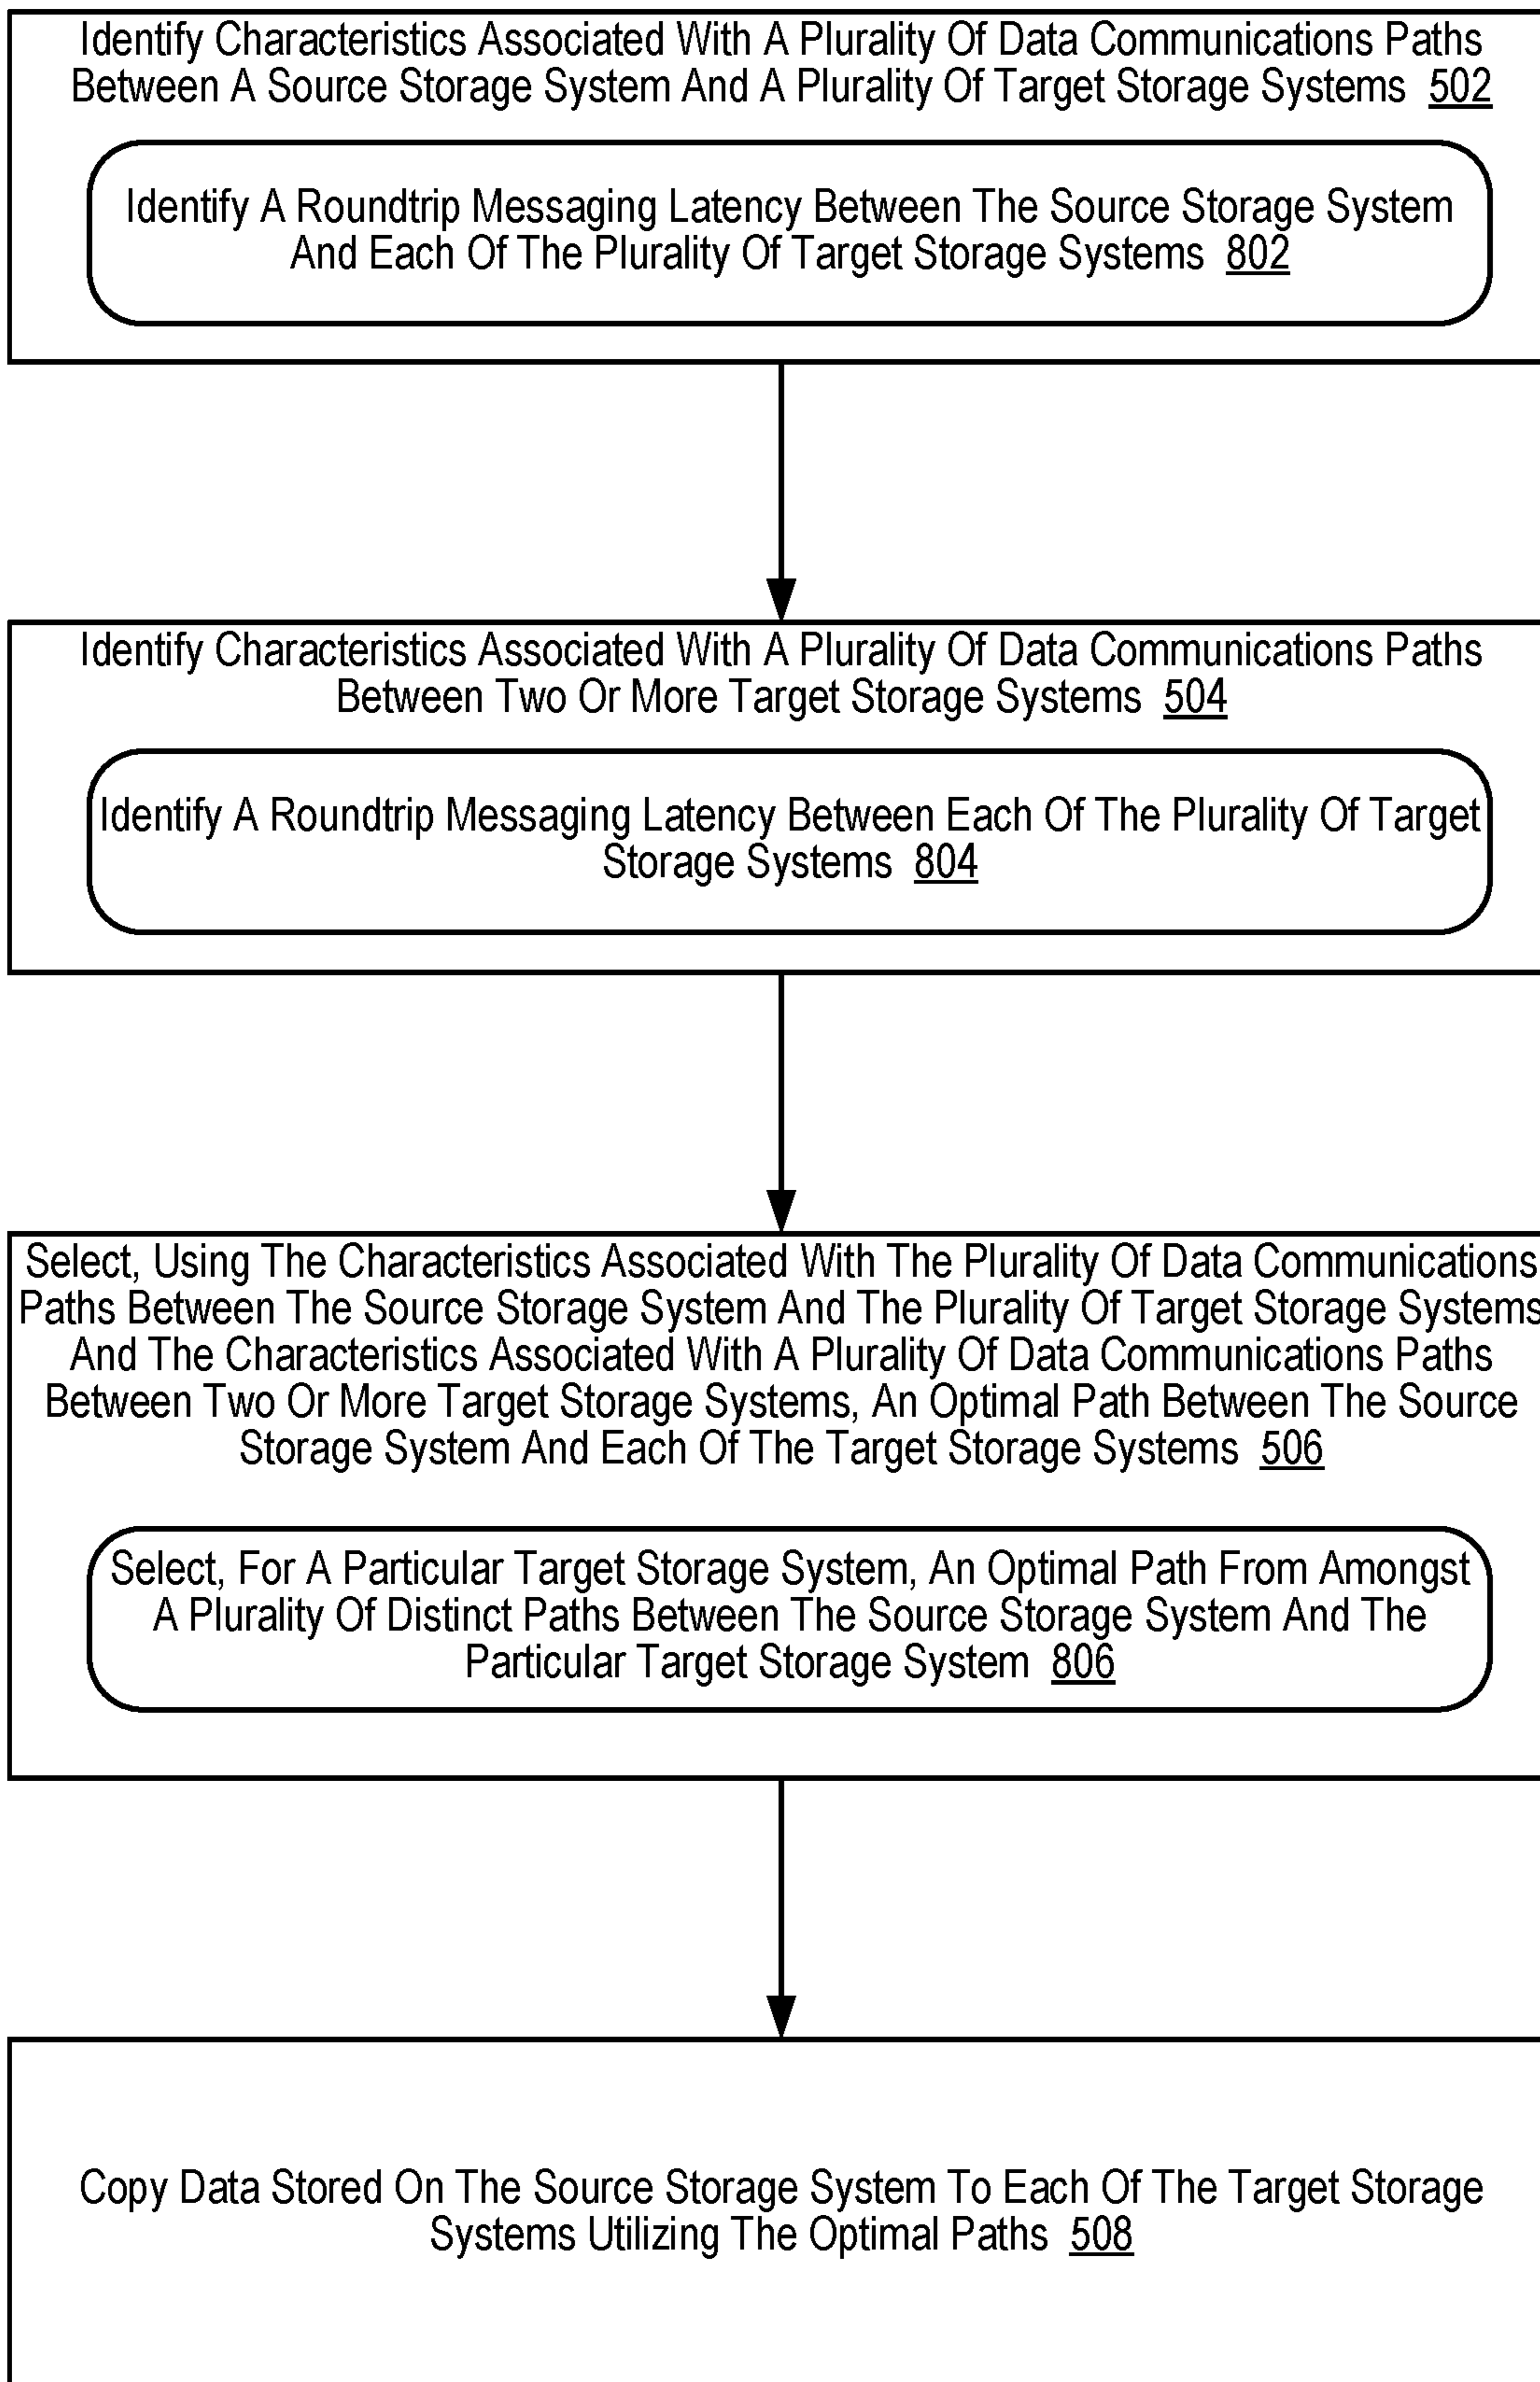 Identify Characteristics Associated With A Plurality Of Data Communications Paths
Between A Source Storage System And A Plurality Of Target Storage Systems 502
Identify A Roundtrip Messaging Latency Between The Source Storage System
And Each Of The Plurality Of Target Storage Systems 802
Identify Characteristics Associated With A Plurality Of Data Communications Paths
Between Two Or More Target Storage Systems 504
Identify A Roundtrip Messaging Latency Between Each Of The Plurality Of Target
Storage Systems 804
Select, Using The Characteristics Associated With The Plurality Of Data Communications
Paths Between The Source Storage System And The Plurality Of Target Storage Systems
And The Characteristics Associated With A Plurality Of Data Communications Paths
Between Two Or More Target Storage Systems, An Optimal Path Between The Source
Storage System And Each Of The Target Storage Systems 506
Select, For A Particular Target Storage System, An Optimal Path From Amongst
A Plurality Of Distinct Paths Between The Source Storage System And The
Particular Target Storage System 806
Copy Data Stored On The Source Storage System To Each Of The Target Storage
Systems Utilizing The Optimal Paths 508